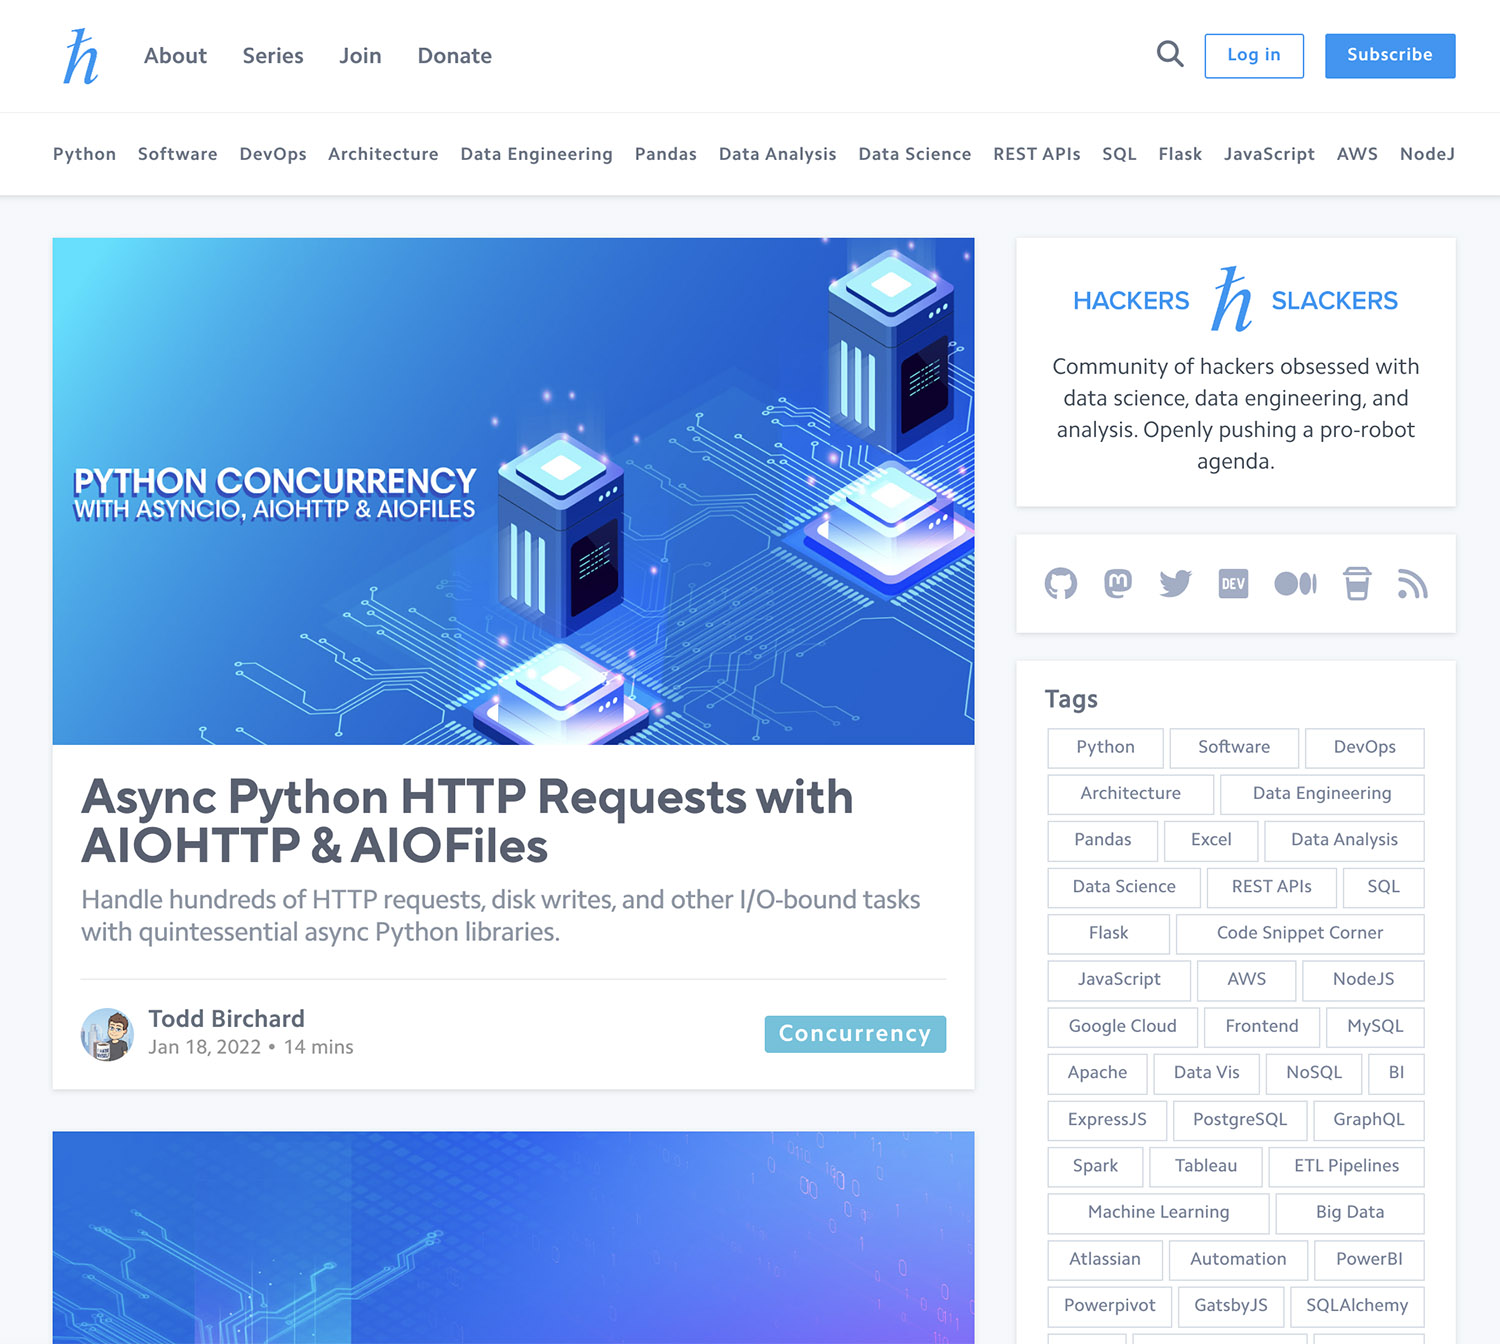 ℏ
About Series Join Donate
Log in
Subscribe
Python Software DevOps Architecture Data Engineering Pandas Data Analysis Data Science REST APIs SQL Flask JavaScript AWS NodeJ
PYTHON CONCURRENCY
WITH ASYNCIO, AIOHTTP & AIOFILES
Async Python HTTP Requests with
AIOHTTP & AIOFiles
Handle hundreds of HTTP requests, disk writes, and other I/O-bound tasks
with quintessential async Python libraries.
Todd Birchard
Jan 18, 2022 • 14 mins
Concurrency
HACKERS ℏ SLACKERS
Community of hackers obsessed with
data science, data engineering, and
analysis. Openly pushing a pro-robot
agenda.
DEV
Tags
Python Software DevOps
Architecture Data Engineering
Pandas Excel Data Analysis
Data Science REST APIs SQL
Flask Code Snippet Corner
JavaScript AWS NodeJS
Google Cloud Frontend MySQL
Apache Data Vis NoSQL BI
ExpressJS PostgreSQL GraphQL
Spark Tableau ETL Pipelines
Machine Learning Big Data
Atlassian Automation PowerBI
Powerpivot GatsbyJS SQLAlchemy